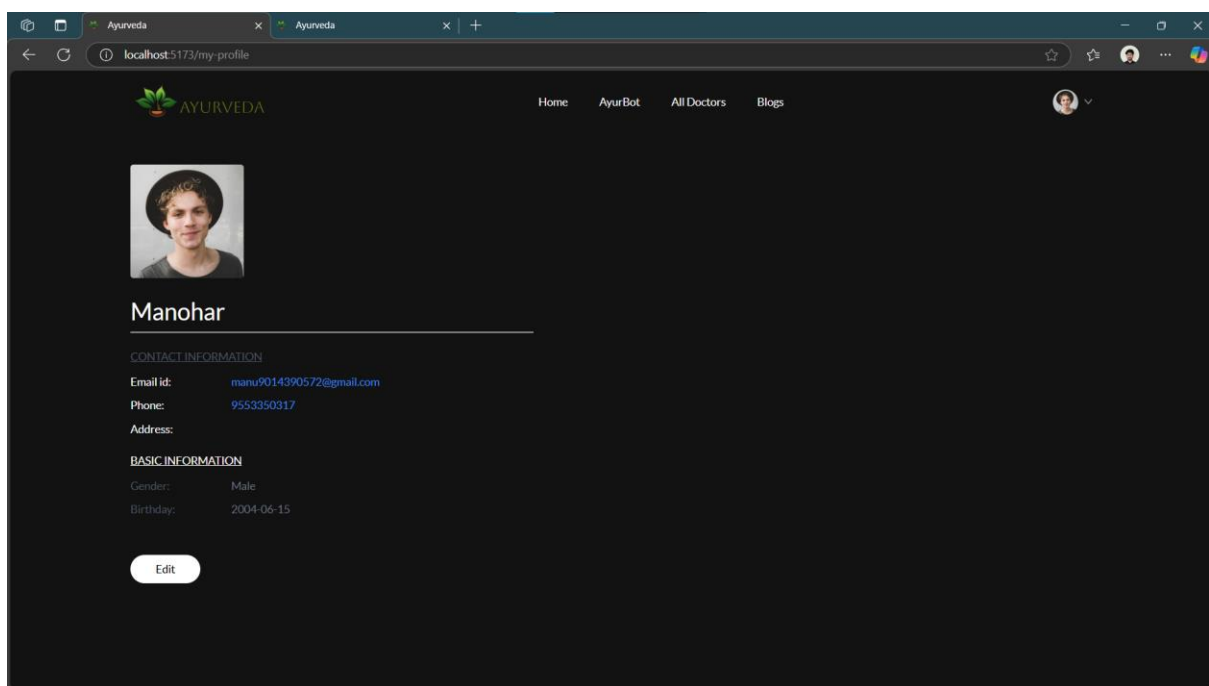 Ayurveda
Ayurveda
localhost:5173/my-profile
AYURVEDA
Home AyurBot All Doctors Blogs
Manohar
CONTACT INFORMATION
Email id: manu9014390572@gmail.com
Phone: 9553350317
Address:
BASIC INFORMATION
Gender: Male
Birthday: 2004-06-15
Edit